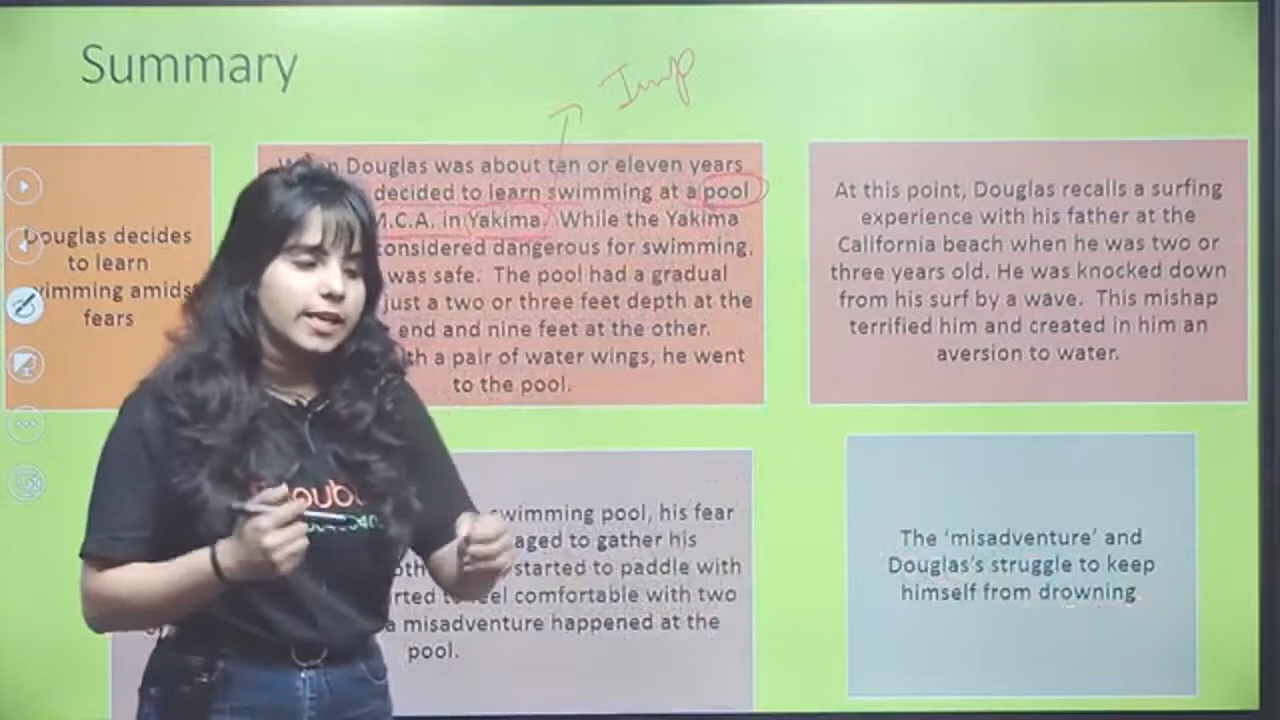 Summary
Imp
Douglas decides
to learn
swimming amidst
fears
When Douglas was about ten or eleven years
decided to learn swimming at a pool
M.C.A. in Yakima. While the Yakima
considered dangerous for swimming,
was safe. The pool had a gradual
just a two or three feet depth at the
end and nine feet at the other.
a pair of water wings, he went
to the pool.
At this point, Douglas recalls a surfing
experience with his father at the
California beach when he was two or
three years old. He was knocked down
from his surf by a wave. This mishap
terrified him and created in him an
aversion to water.
swimming pool, his fear
to gather his
started to paddle with
feel comfortable with two
a misadventure happened at the
pool.
The ‘misadventure’ and
Douglas’s struggle to keep
himself from drowning